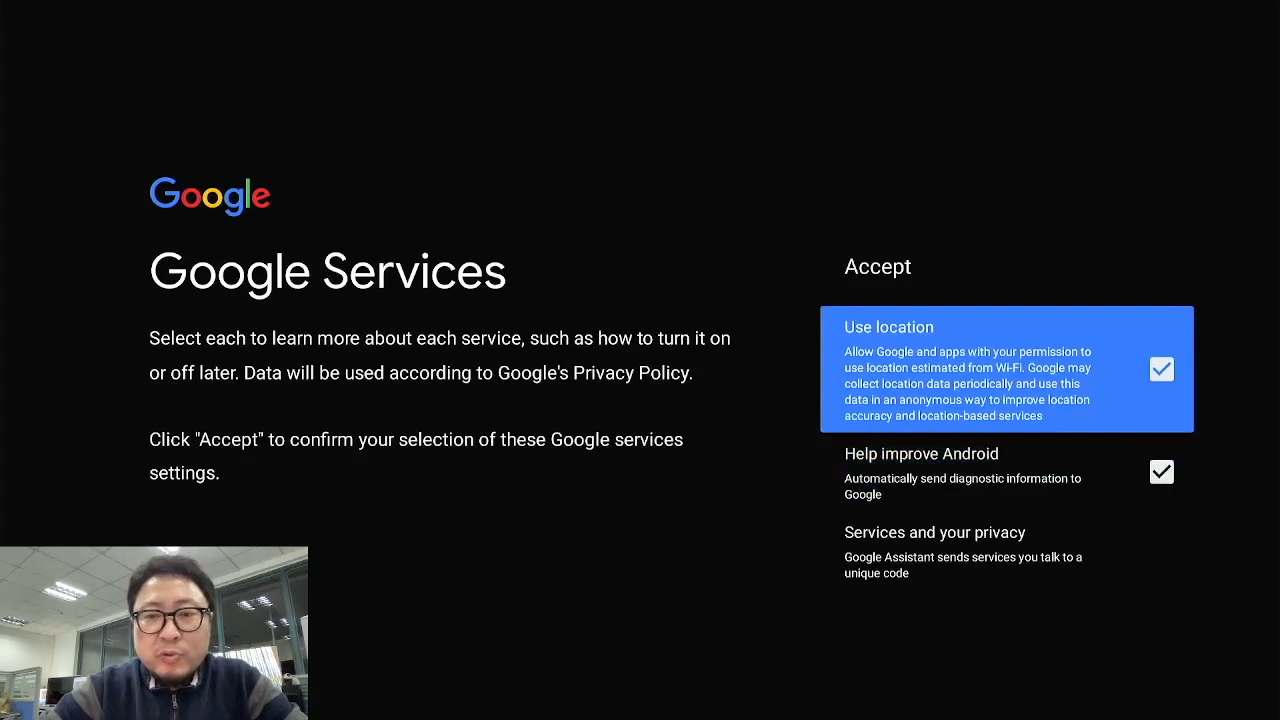 Google
Google Services
Select each to learn more about each service, such as how to turn it on
or off later. Data will be used according to Google's Privacy Policy.
Click "Accept" to confirm your selection of these Google services
settings.
Accept
Use location
Allow Google and apps with your permission to
use location estimated from Wi-Fi. Google may
collect location data periodically and use this
data in an anonymous way to improve location
accuracy and location-based services
Help improve Android
Automatically send diagnostic information to
Google
Services and your privacy
Google Assistant sends services you talk to a
unique code